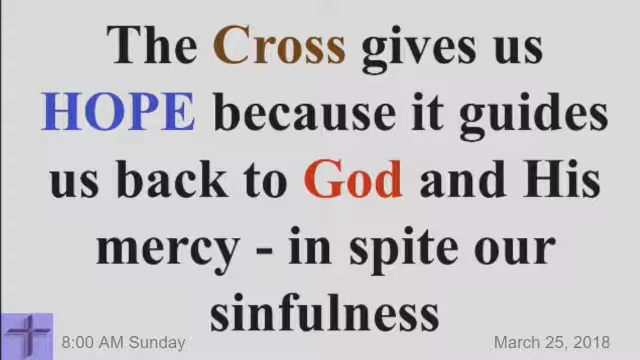 The Cross gives us
HOPE because it guides
us back to God and His
mercy - in spite our
sinfulness
8:00 AM Sunday
March 25, 2018